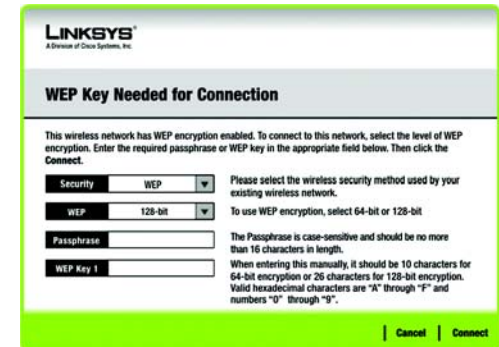 LINKSYS®
A Division of Cisco Systems, Inc.
WEP Key Needed for Connection
This wireless network has WEP encryption enabled. To connect to this network, select the level of WEP
encryption. Enter the required passphrase or WEP key in the appropriate field below. Then click the
Connect.
Security WEP
Please select the wireless security method used by your
existing wireless network.
WEP 128-bit
To use WEP encryption, select 64-bit or 128-bit
Passphrase
The Passphrase is case-sensitive and should be no more
than 16 characters in length.
WEP Key 1
When entering this manually, it should be 10 characters for
64-bit encryption or 26 characters for 128-bit encryption.
Valid hexadecimal characters are "A" through "F" and
numbers "0" through "9".
Cancel Connect